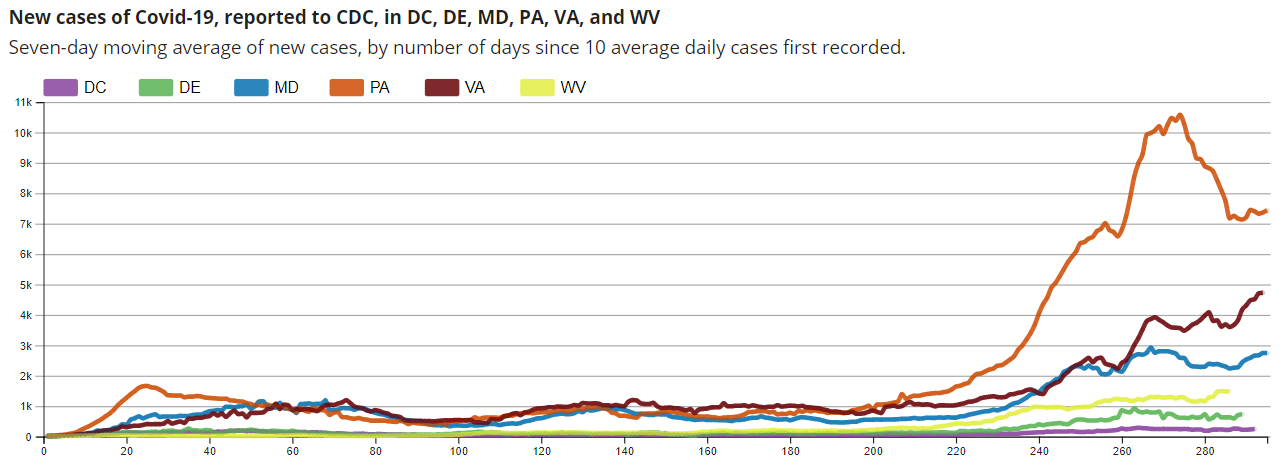 New cases of Covid-19, reported to CDC, in DC, DE, MD, PA, VA, and WV
Seven-day moving average of new cases, by number of days since 10 average daily cases first recorded.
DC DE MD PA VA WV
11k
10k
9k
8k
7k
6k
5k
4k
3k
2k
1k
0
0 20 40 60 80 100 120 140 160 180 200 220 240 260 280